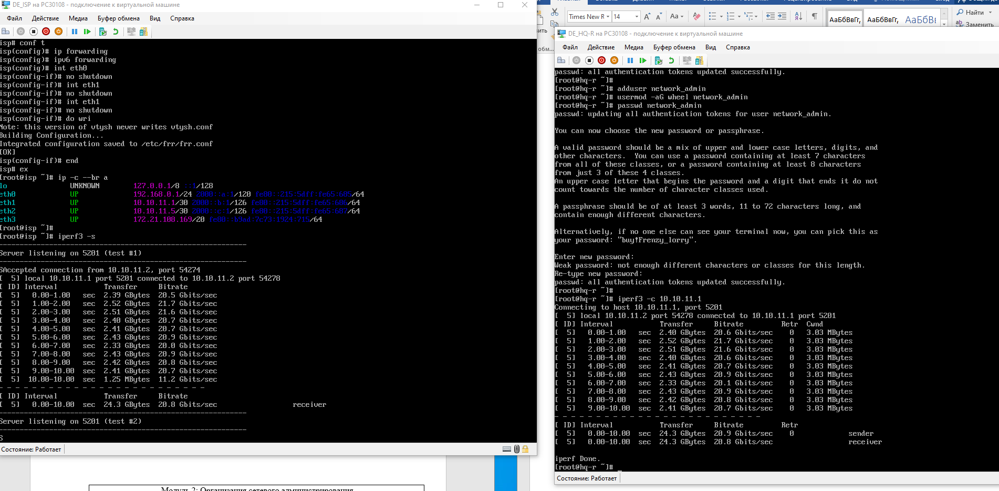 DE_ISP на PC30108 - подключение к виртуальной машине
Файл Действие Медиа Буфер обмена Вид Справка
isp# conf t
isp(config)# ip forwarding
isp(config)# ipv6 forwarding
isp(config)# int eth0
isp(config-if)# no shutdown
isp(config-if)# int eth1
isp(config-if)# no shutdown
isp(config-if)# int eth1
isp(config-if)# no shutdown
isp(config-if)# do wri
Note: this version of vtysh never writes vtysh.conf
Building Configuration...
Integrated configuration saved to /etc/frr/frr.conf
[OK]
isp(config-if)# end
isp# ex
[root@isp ~]# ip -c --br a
lo UNKNOWN 127.0.0.1/8 ::1/128
eth0 UP 192.168.0.1/24 2000::a:1/120 fe80::215:5dff:fe65:685/64
eth1 UP 10.10.11.1/30 2000::b:1/126 fe80::215:5dff:fe65:686/64
eth2 UP 10.10.11.5/30 2000::c:1/126 fe80::215:5dff:fe65:687/64
eth3 UP 172.21.108.169/20 fe80::b9ad:7e73:1924:715/64
[root@isp ~]#
[root@isp ~]# iperf3 -s
-----------------------------------------------------------
Server listening on 5201 (test #1)
-----------------------------------------------------------
SAccepted connection from 10.10.11.2, port 54274
[  5] local 10.10.11.1 port 5201 connected to 10.10.11.2 port 54278
[ ID] Interval Transfer Bitrate
[  5] 0.00-1.00 sec 2.39 GBytes 20.5 Gbits/sec
[  5] 1.00-2.00 sec 2.52 GBytes 21.7 Gbits/sec
[  5] 2.00-3.00 sec 2.51 GBytes 21.6 Gbits/sec
[  5] 3.00-4.00 sec 2.40 GBytes 20.7 Gbits/sec
[  5] 4.00-5.00 sec 2.41 GBytes 20.7 Gbits/sec
[  5] 5.00-6.00 sec 2.43 GBytes 20.9 Gbits/sec
[  5] 6.00-7.00 sec 2.33 GBytes 20.0 Gbits/sec
[  5] 7.00-8.00 sec 2.43 GBytes 20.9 Gbits/sec
[  5] 8.00-9.00 sec 2.42 GBytes 20.8 Gbits/sec
[  5] 9.00-10.00 sec 2.41 GBytes 20.7 Gbits/sec
[  5] 10.00-10.00 sec 1.25 MBytes 11.2 Gbits/sec
- - - - - - - - - - - - - - - - - - - - - - - - -
[ ID] Interval Transfer Bitrate
[  5] 0.00-10.00 sec 24.3 GBytes 20.8 Gbits/sec receiver
-----------------------------------------------------------
Server listening on 5201 (test #2)
-----------------------------------------------------------
S
Состояние: Работает
Модуль 2: Организация сетевого администрирования
Times New R 14
Aa
АаБбВвГг, АаБбВвГг, АаБбВг
Найти
Заменить
DE_HQ-R на PC30108 - подключение к виртуальной машине
Файл Действие Медиа Буфер обмена Вид Справка
passwd: all authentication tokens updated successfully.
[root@hq-r ~]#
[root@hq-r ~]# adduser network_admin
[root@hq-r ~]# usermod -aG wheel network_admin
[root@hq-r ~]# passwd network_admin
passwd: updating all authentication tokens for user network_admin.
You can now choose the new password or passphrase.
A valid password should be a mix of upper and lower case letters, digits, and
other characters. You can use a password containing at least 7 characters
from all of these classes, or a password containing at least 8 characters
from just 3 of these 4 classes.
An upper case letter that begins the password and a digit that ends it do not
count towards the number of character classes used.
A passphrase should be of at least 3 words, 11 to 72 characters long, and
contain enough different characters.
Alternatively, if no one else can see your terminal now, you can pick this as
your password: "buy!Frenzy_lorry".
Enter new password:
Weak password: not enough different characters or classes for this length.
Re-type new password:
passwd: all authentication tokens updated successfully.
[root@hq-r ~]#
[root@hq-r ~]# iperf3 -c 10.10.11.1
Connecting to host 10.10.11.1, port 5201
[  5] local 10.10.11.2 port 54278 connected to 10.10.11.1 port 5201
[ ID] Interval Transfer Bitrate Retr Cwnd
[  5] 0.00-1.00 sec 2.40 GBytes 20.6 Gbits/sec 0 3.03 MBytes
[  5] 1.00-2.00 sec 2.52 GBytes 21.7 Gbits/sec 0 3.03 MBytes
[  5] 2.00-3.00 sec 2.51 GBytes 21.6 Gbits/sec 0 3.03 MBytes
[  5] 3.00-4.00 sec 2.40 GBytes 20.6 Gbits/sec 0 3.03 MBytes
[  5] 4.00-5.00 sec 2.41 GBytes 20.7 Gbits/sec 0 3.03 MBytes
[  5] 5.00-6.00 sec 2.43 GBytes 20.9 Gbits/sec 0 3.03 MBytes
[  5] 6.00-7.00 sec 2.33 GBytes 20.1 Gbits/sec 0 3.03 MBytes
[  5] 7.00-8.00 sec 2.43 GBytes 20.9 Gbits/sec 0 3.03 MBytes
[  5] 8.00-9.00 sec 2.42 GBytes 20.8 Gbits/sec 0 3.03 MBytes
[  5] 9.00-10.00 sec 2.41 GBytes 20.7 Gbits/sec 0 3.03 MBytes
- - - - - - - - - - - - - - - - - - - - - - - - -
[ ID] Interval Transfer Bitrate Retr
[  5] 0.00-10.00 sec 24.3 GBytes 20.9 Gbits/sec 0 sender
[  5] 0.00-10.00 sec 24.3 GBytes 20.8 Gbits/sec receiver
iperf Done.
[root@hq-r ~]# _
Состояние: Работает